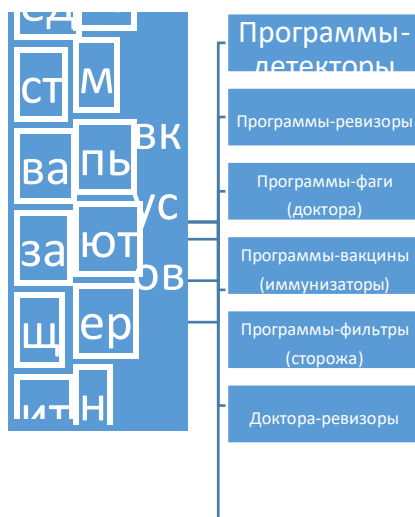 ст
ва
за
щ
ит
м
пь
ют
ер
н
вк
ус
ов
Программы-
детекторы
Программы-ревизоры
Программы-фаги
(доктора)
Программы-вакцины
(иммунизаторы)
Программы-фильтры
(сторожа)
Доктора-ревизоры